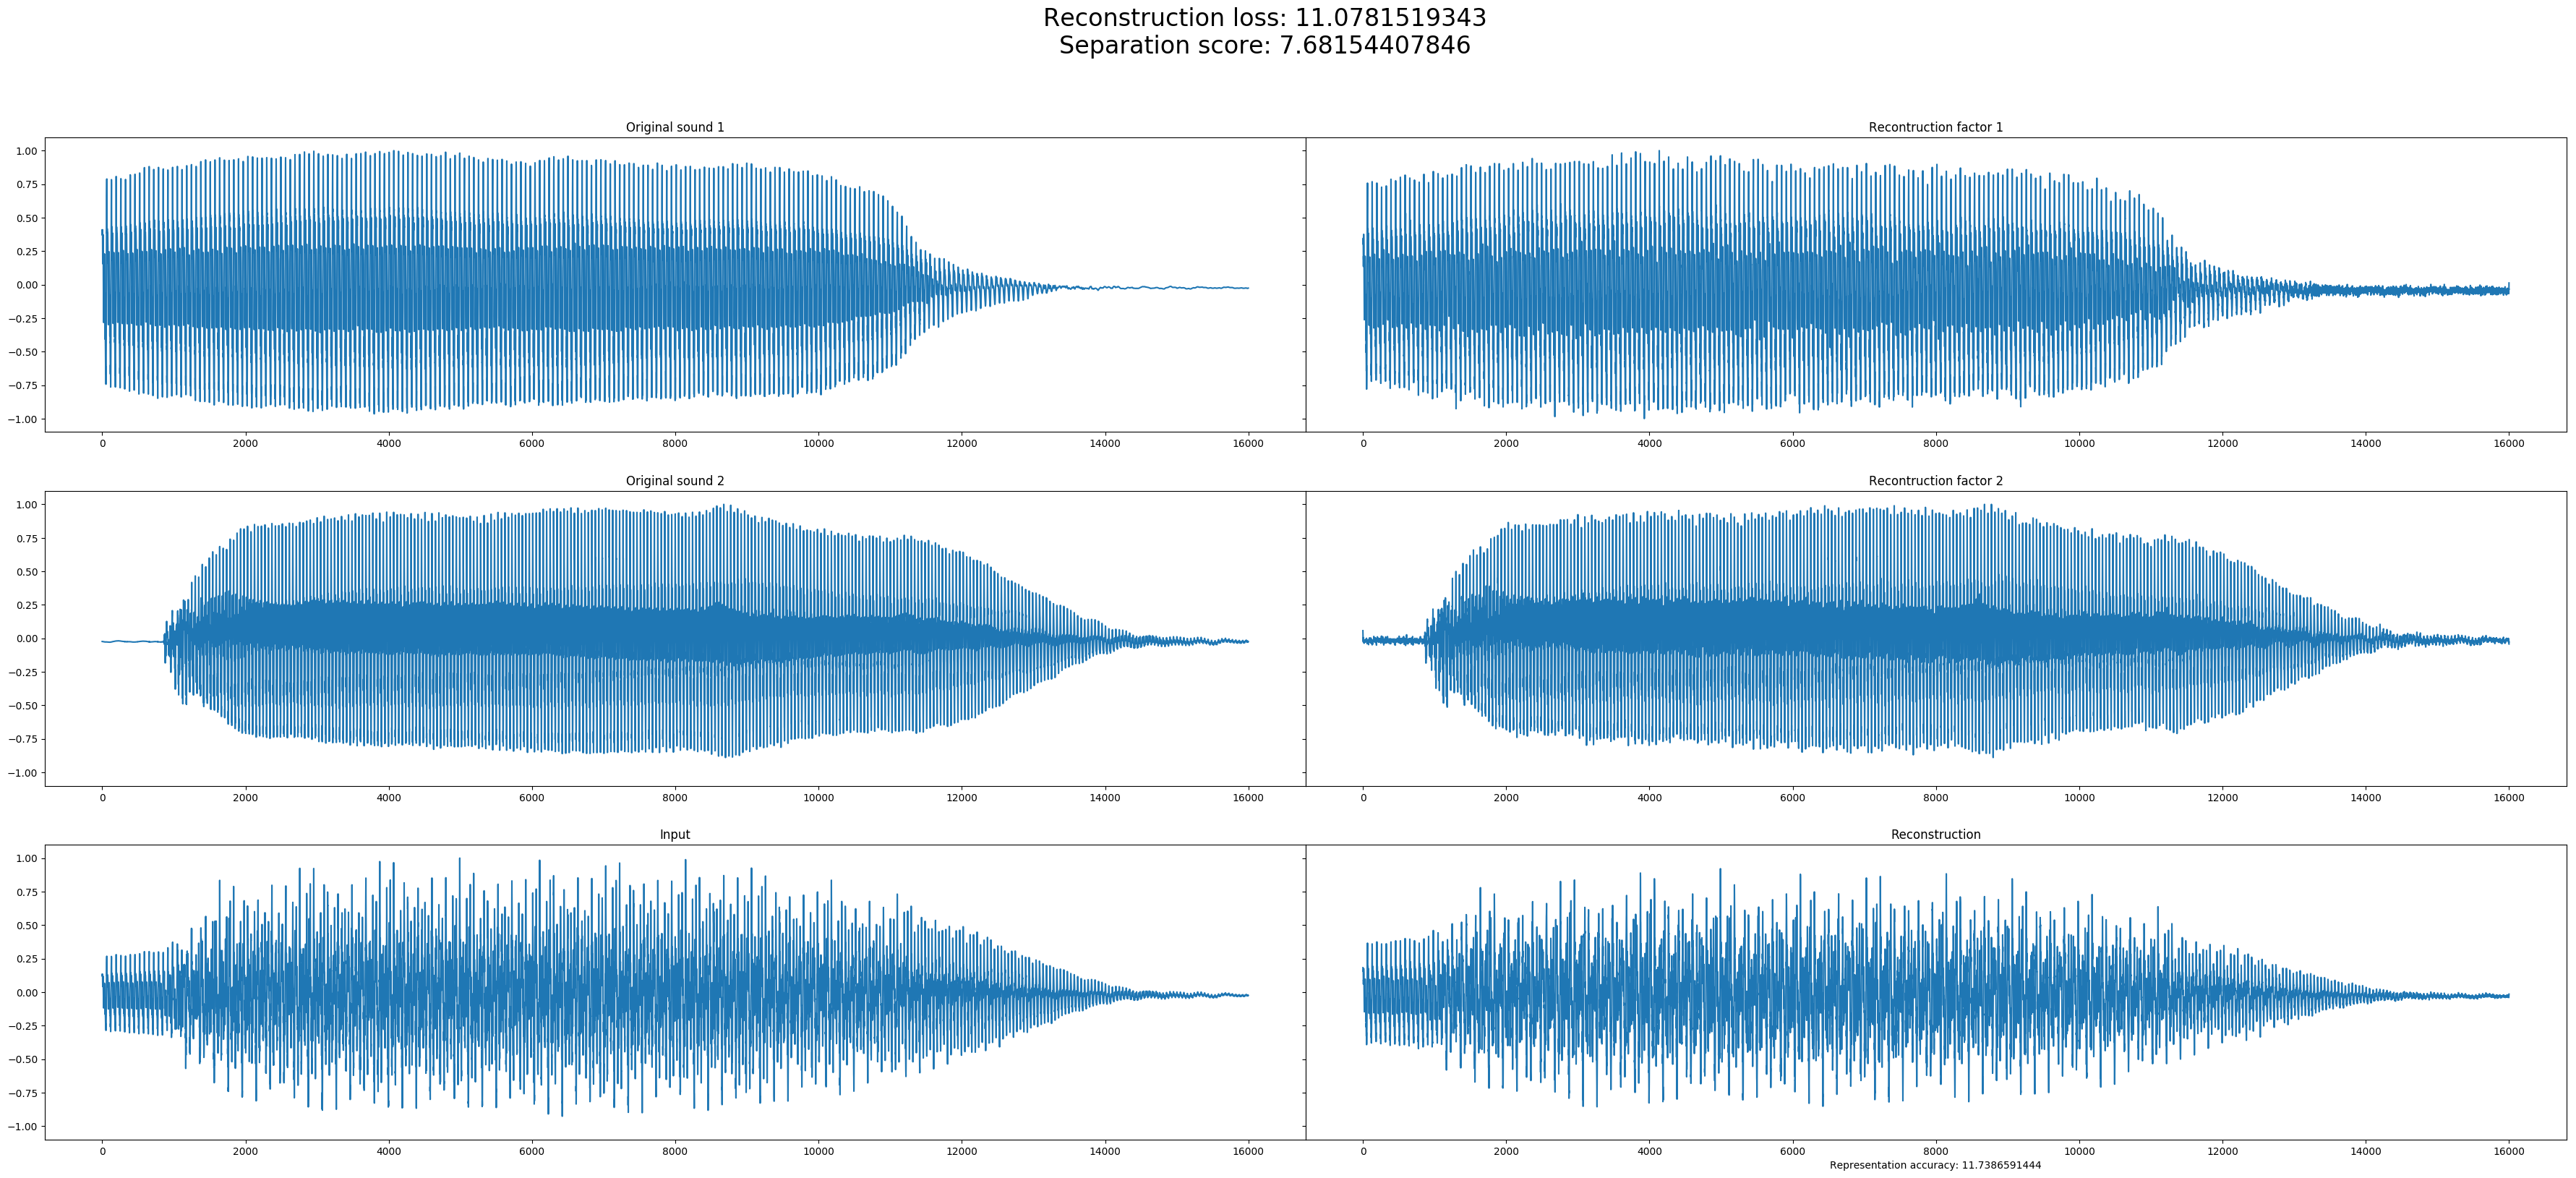 Reconstruction loss: 11.0781519343
Separation score: 7.68154407846
Original sound 1
Recontruction factor 1
1.00
0.75
0.50
0.25
0.00
−0.25
−0.50
−0.75
−1.00
0 2000 4000 6000 8000 10000 12000 14000 16000
0 2000 4000 6000 8000 10000 12000 14000 16000
Original sound 2
Recontruction factor 2
1.00
0.75
0.50
0.25
0.00
−0.25
−0.50
−0.75
−1.00
0 2000 4000 6000 8000 10000 12000 14000 16000
0 2000 4000 6000 8000 10000 12000 14000 16000
Input
Reconstruction
1.00
0.75
0.50
0.25
0.00
−0.25
−0.50
−0.75
−1.00
0 2000 4000 6000 8000 10000 12000 14000 16000
0 2000 4000 6000 8000 10000 12000 14000 16000
Representation accuracy: 11.7386591444